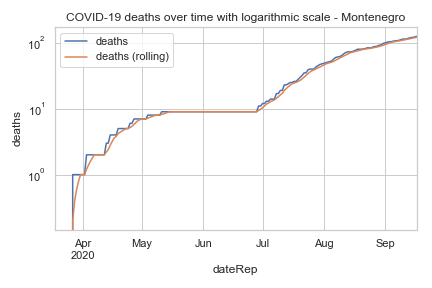 COVID-19 deaths over time with logarithmic scale - Montenegro
deaths
deaths (rolling)
10²
10¹
10⁰
deaths
Apr
2020
May
Jun
Jul
Aug
Sep
dateRep